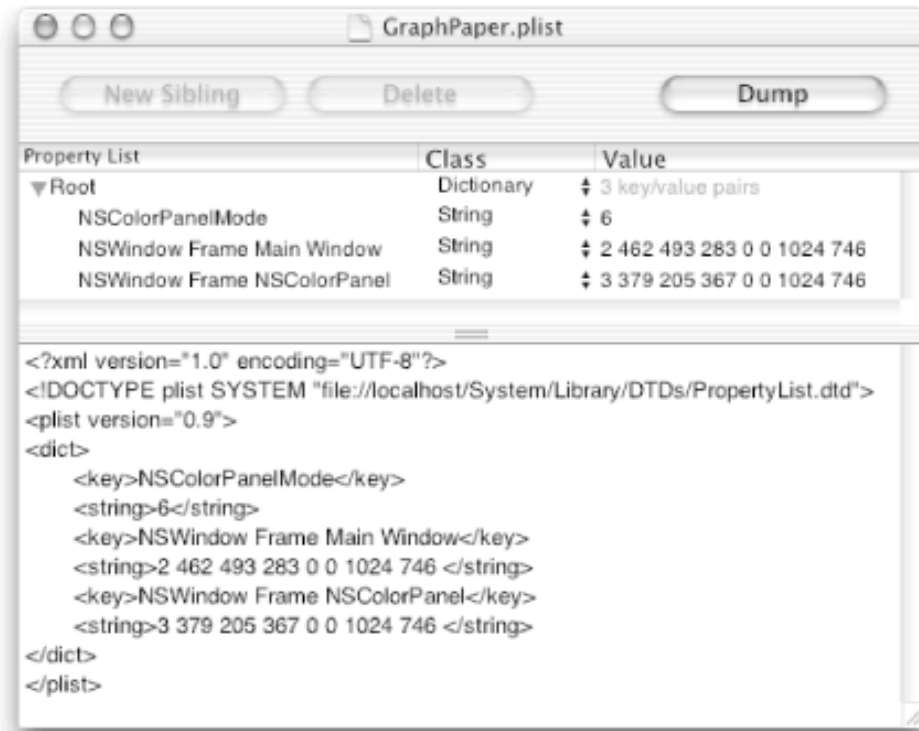 GraphPaper.plist
New Sibling Delete Dump
Property List Class Value
Root Dictionary 3 key/value pairs
NSColorPanelMode String 6
NSWindow Frame Main Window String 2 462 493 283 0 0 1024 746
NSWindow Frame NSColorPanel String 3 379 205 367 0 0 1024 746
<?xml version="1.0" encoding="UTF-8"?>
<!DOCTYPE plist SYSTEM "file://localhost/System/Library/DTDs/PropertyList.dtd">
<plist version="0.9">
<dict>
<key>NSColorPanelMode</key>
<string>6</string>
<key>NSWindow Frame Main Window</key>
<string>2 462 493 283 0 0 1024 746 </string>
<key>NSWindow Frame NSColorPanel</key>
<string>3 379 205 367 0 0 1024 746 </string>
</dict>
</plist>